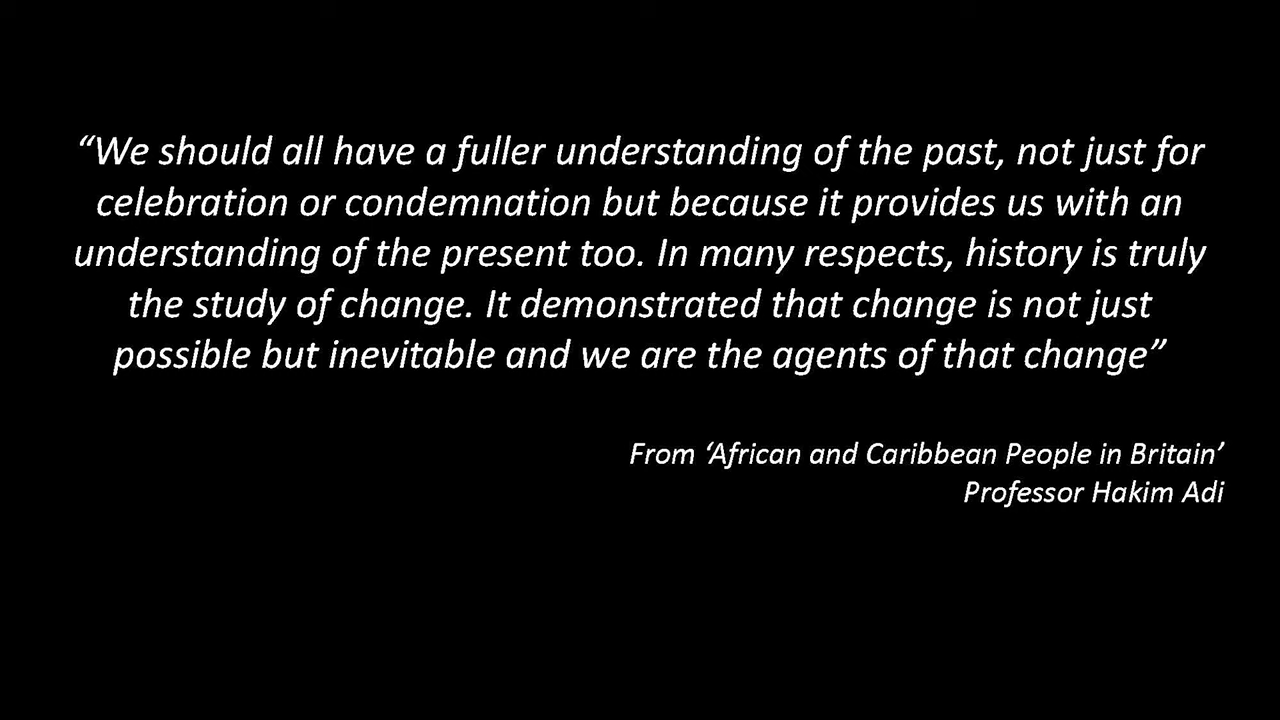 “We should all have a fuller understanding of the past, not just for
celebration or condemnation but because it provides us with an
understanding of the present too. In many respects, history is truly
the study of change. It demonstrated that change is not just
possible but inevitable and we are the agents of that change”
From ‘African and Caribbean People in Britain’
Professor Hakim Adi